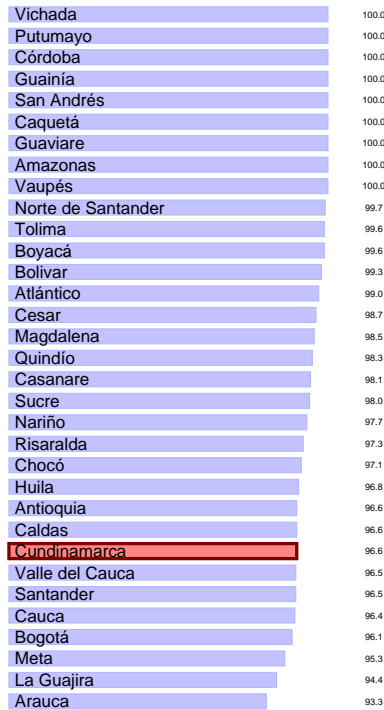 Vichada 100.0
Putumayo 100.0
Córdoba 100.0
Guainía 100.0
San Andrés 100.0
Caquetá 100.0
Guaviare 100.0
Amazonas 100.0
Vaupés 100.0
Norte de Santander 99.7
Tolima 99.6
Boyacá 99.6
Bolivar 99.3
Atlántico 99.0
Cesar 98.7
Magdalena 98.5
Quindío 98.3
Casanare 98.1
Sucre 98.0
Nariño 97.7
Risaralda 97.3
Chocó 97.1
Huila 96.8
Antioquia 96.6
Caldas 96.6
Cundinamarca 96.6
Valle del Cauca 96.5
Santander 96.5
Cauca 96.4
Bogotá 96.1
Meta 95.3
La Guajira 94.4
Arauca 93.3